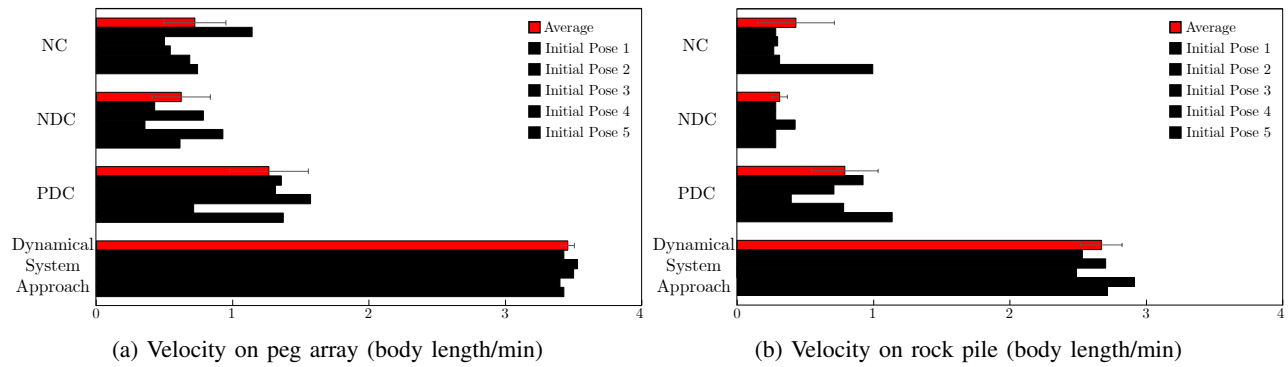 NC
NDC
PDC
Dynamical
System
Approach
Average
Initial Pose 1
Initial Pose 2
Initial Pose 3
Initial Pose 4
Initial Pose 5
0 1 2 3 4
(a) Velocity on peg array (body length/min)
NC
NDC
PDC
Dynamical
System
Approach
Average
Initial Pose 1
Initial Pose 2
Initial Pose 3
Initial Pose 4
Initial Pose 5
0 1 2 3 4
(b) Velocity on rock pile (body length/min)